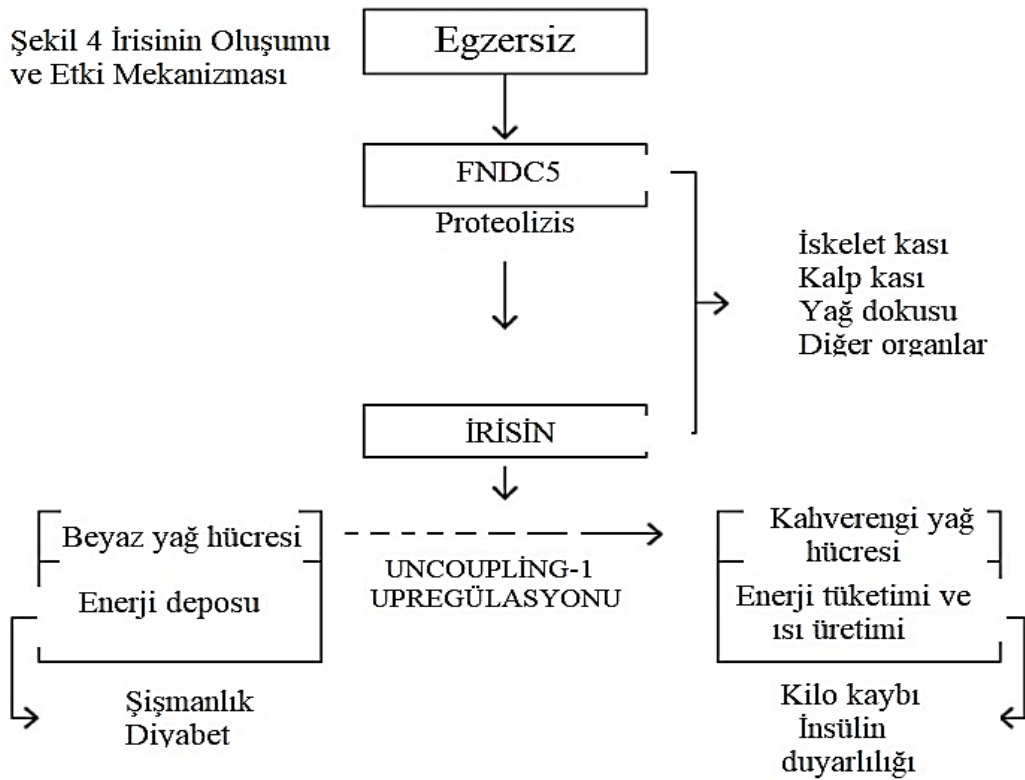 Şekil 4 İrisinin Oluşumu
ve Etki Mekanizması
Egzersiz
FNDC5
Proteolizis
İskelet kası
Kalp kası
Yağ dokusu
Diğer organlar
İRİSİN
Beyaz yağ hücresi
Enerji deposu
UNCOUPLİNG-1
UPREGÜLASYONU
Kahverengi yağ
hücresi
Enerji tüketimi ve
ısı üretimi
Şişmanlık
Diyabet
Kilo kaybı
İnsülin
duyarlılığı